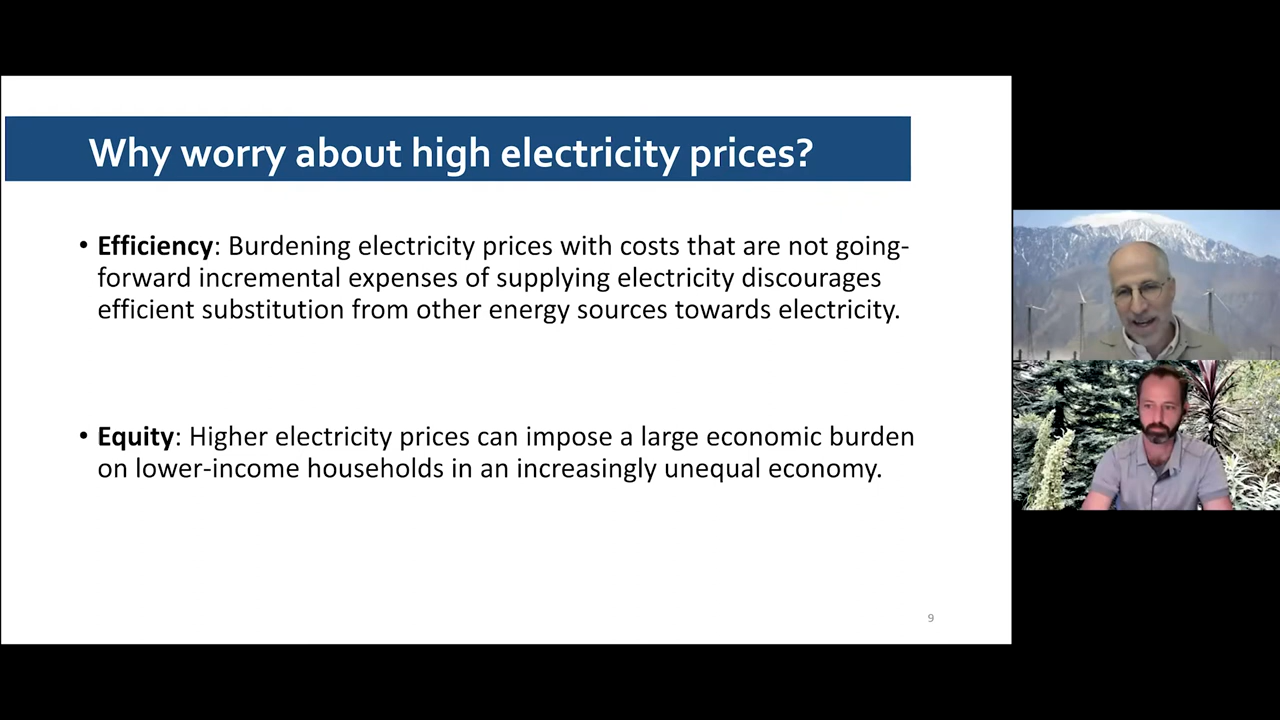 Why worry about high electricity prices?
• Efficiency: Burdening electricity prices with costs that are not going-
forward incremental expenses of supplying electricity discourages
efficient substitution from other energy sources towards electricity.
• Equity: Higher electricity prices can impose a large economic burden
on lower-income households in an increasingly unequal economy.
9